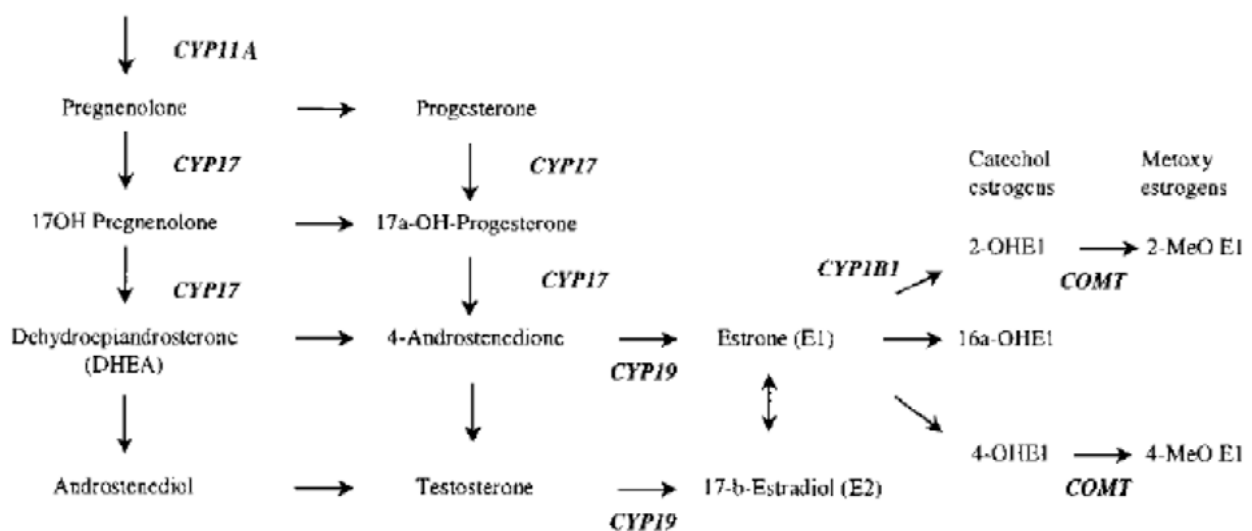 CYP11A
Pregnenolone Progesterone
CYP17 CYP17
Catechol estrogens
Metoxy estrogens
17OH Pregnenolone 17a-OH-Progesterone
2-OHE1 2-MeO E1
CYP1B1
COMT
CYP17 CYP17
Dehydroepiandrosterone (DHEA)
4-Androstenedione Estrone (E1) 16a-OHE1
CYP19
4-OHE1 4-MeO E1
COMT
Androstenediol Testosterone 17-b-Estradiol (E2)
CYP19